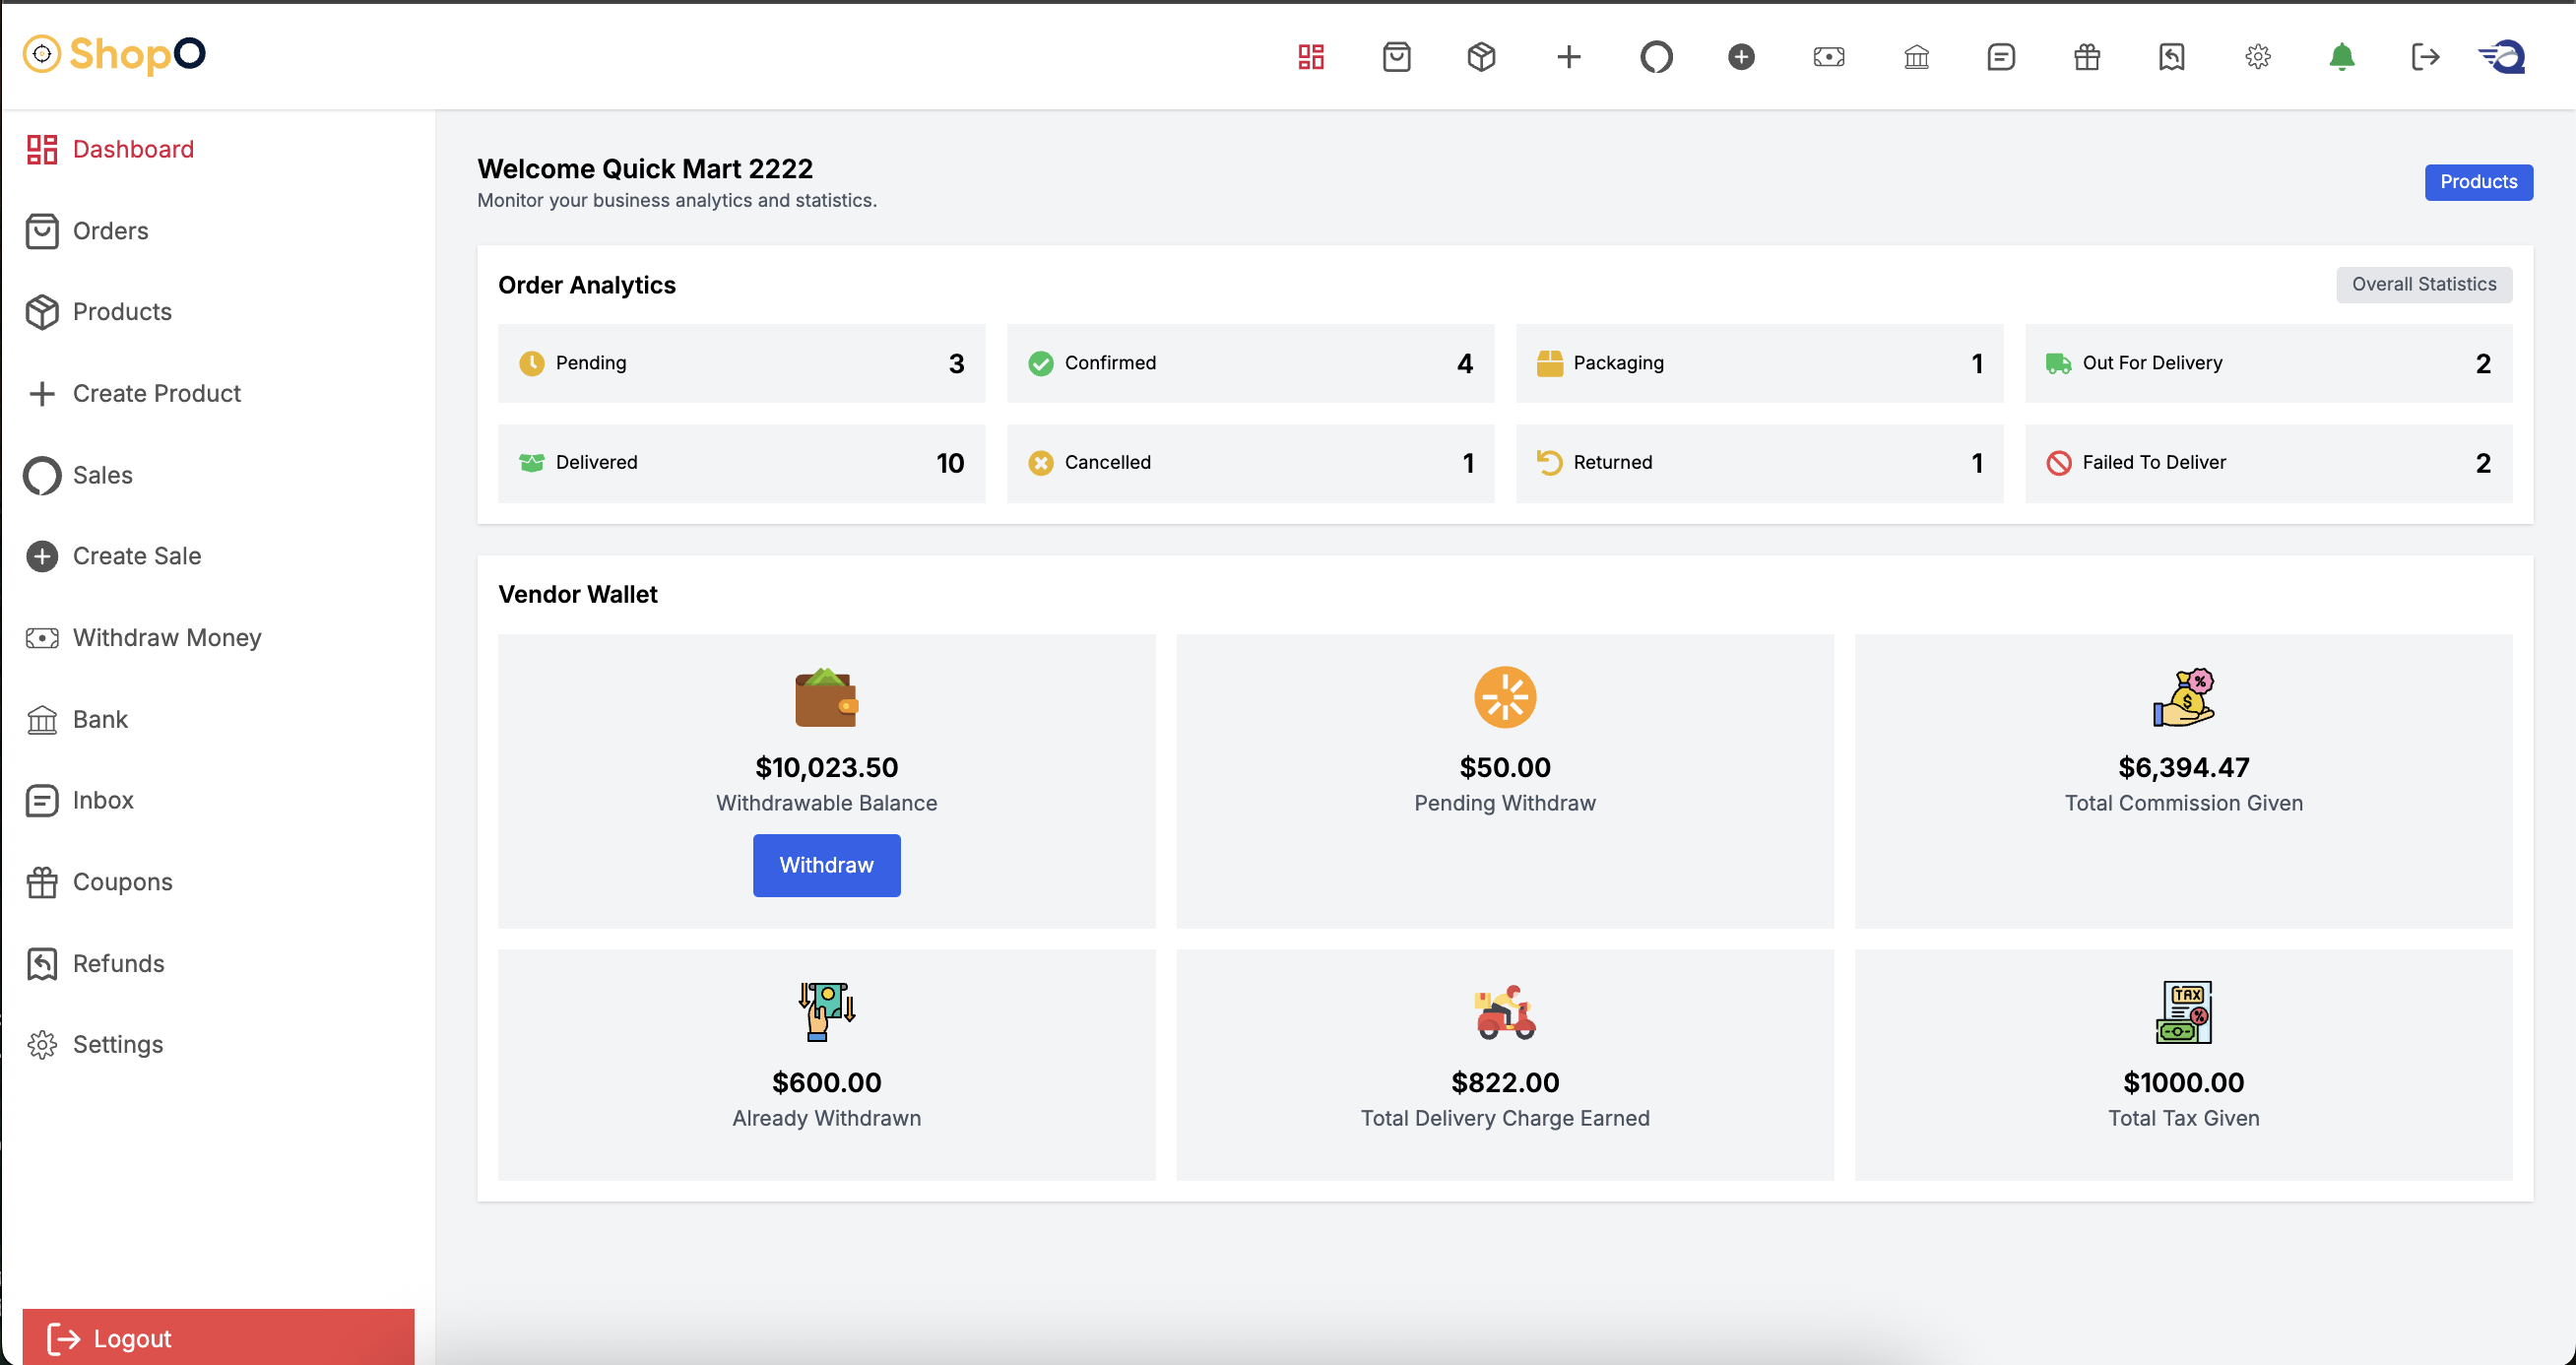 ShopO
Dashboard
Orders
Products
Create Product
Sales
Create Sale
Withdraw Money
Bank
Inbox
Coupons
Refunds
Settings
Logout
Welcome Quick Mart 2222
Monitor your business analytics and statistics.
Products
Order Analytics
Overall Statistics
Pending 3
Confirmed 4
Packaging 1
Out For Delivery 2
Delivered 10
Cancelled 1
Returned 1
Failed To Deliver 2
Vendor Wallet
$10,023.50
Withdrawable Balance
Withdraw
$50.00
Pending Withdraw
% $
$6,394.47
Total Commission Given
$600.00
Already Withdrawn
$822.00
Total Delivery Charge Earned
TAX
%
$1000.00
Total Tax Given